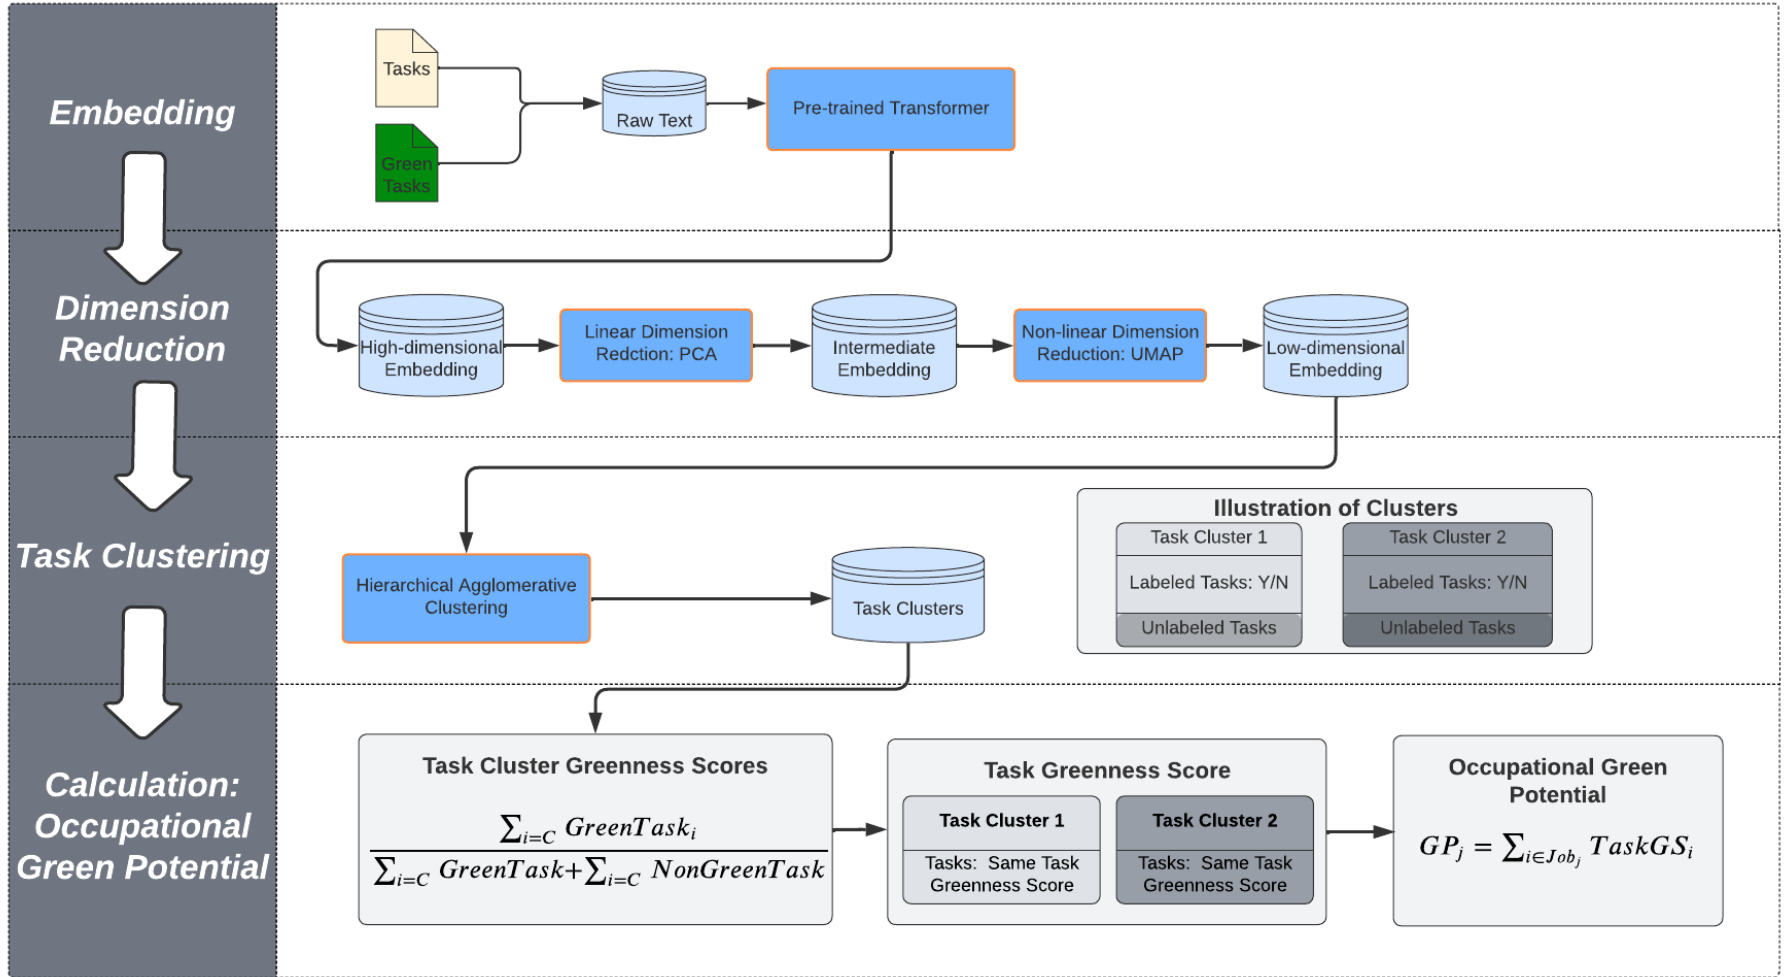 Embedding
Tasks
Green
Tasks
Raw Text
Pre-trained Transformer
Dimension
Reduction
High-dimensional
Embedding
Linear Dimension
Redction: PCA
Intermediate
Embedding
Non-linear Dimension
Reduction: UMAP
Low-dimensional
Embedding
Task Clustering
Hierarchical Agglomerative
Clustering
Task Clusters
Illustration of Clusters
Task Cluster 1
Labeled Tasks: Y/N
Unlabeled Tasks
Task Cluster 2
Labeled Tasks: Y/N
Unlabeled Tasks
Calculation:
Occupational
Green Potential
Task Cluster Greenness Scores
∑i=C GreenTaski
∑i=C GreenTask+∑i=C NonGreenTask
Task Greenness Score
Task Cluster 1
Tasks: Same Task
Greenness Score
Task Cluster 2
Tasks: Same Task
Greenness Score
Occupational Green
Potential
GPj = ∑i∈Jobj TaskGSi